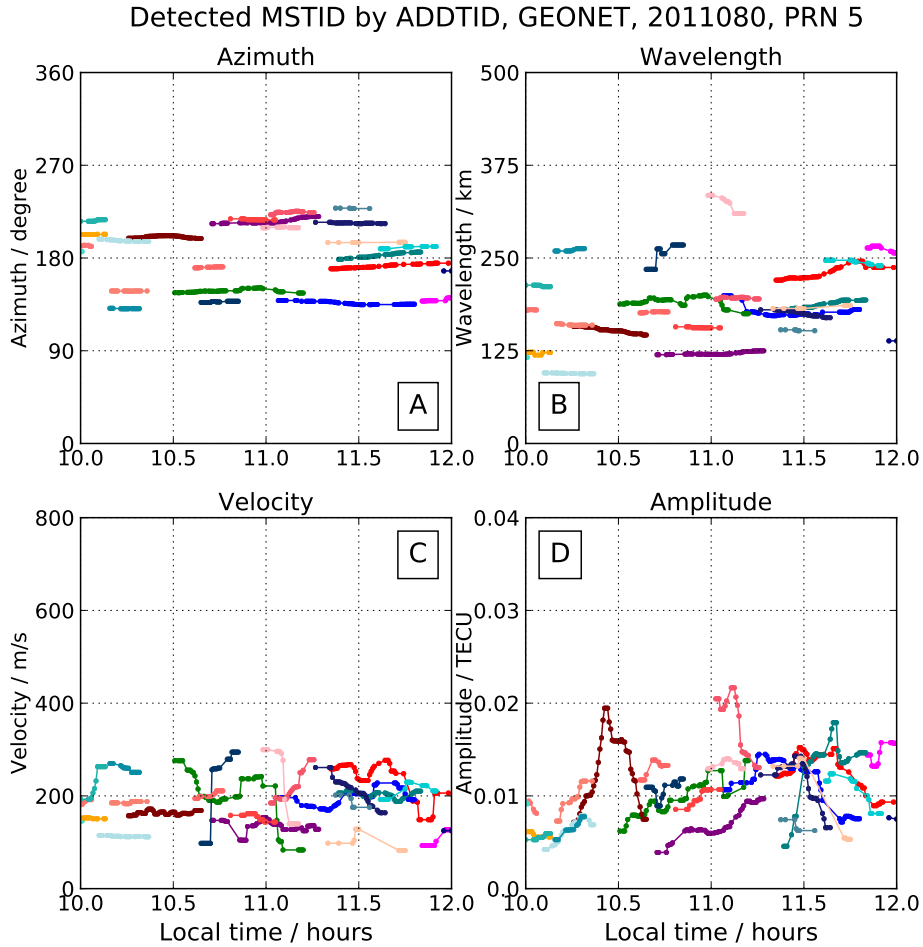 Detected MSTID by ADDTID, GEONET, 2011080, PRN 5
Azimuth
Wavelength
360
270
180
90
0
Azimuth / degree
A
10.0 10.5 11.0 11.5 12.0
500
375
250
125
0
Wavelength / km
B
10.0 10.5 11.0 11.5 12.0
Velocity
Amplitude
800
600
400
200
0
Velocity / m/s
C
10.0 10.5 11.0 11.5 12.0
Local time / hours
0.04
0.03
0.02
0.01
0.00
Amplitude / TECU
D
10.0 10.5 11.0 11.5 12.0
Local time / hours